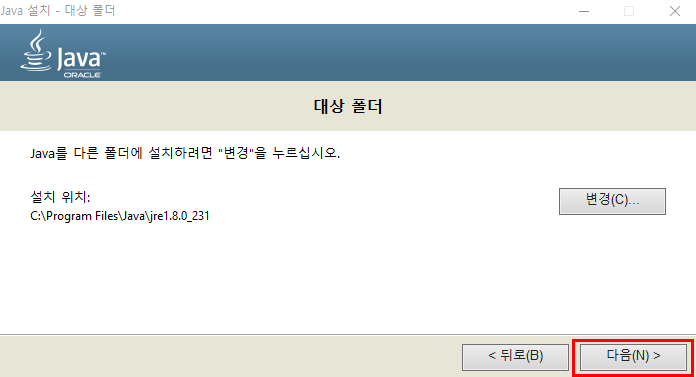 Java 설치 - 대상 폴더
Java™
ORACLE
대상 폴더
Java를 다른 폴더에 설치하려면 "변경"을 누르십시오.
설치 위치:
변경(C)...
C:\Program Files\Java\jre1.8.0_231
< 뒤로(B)
다음(N) >